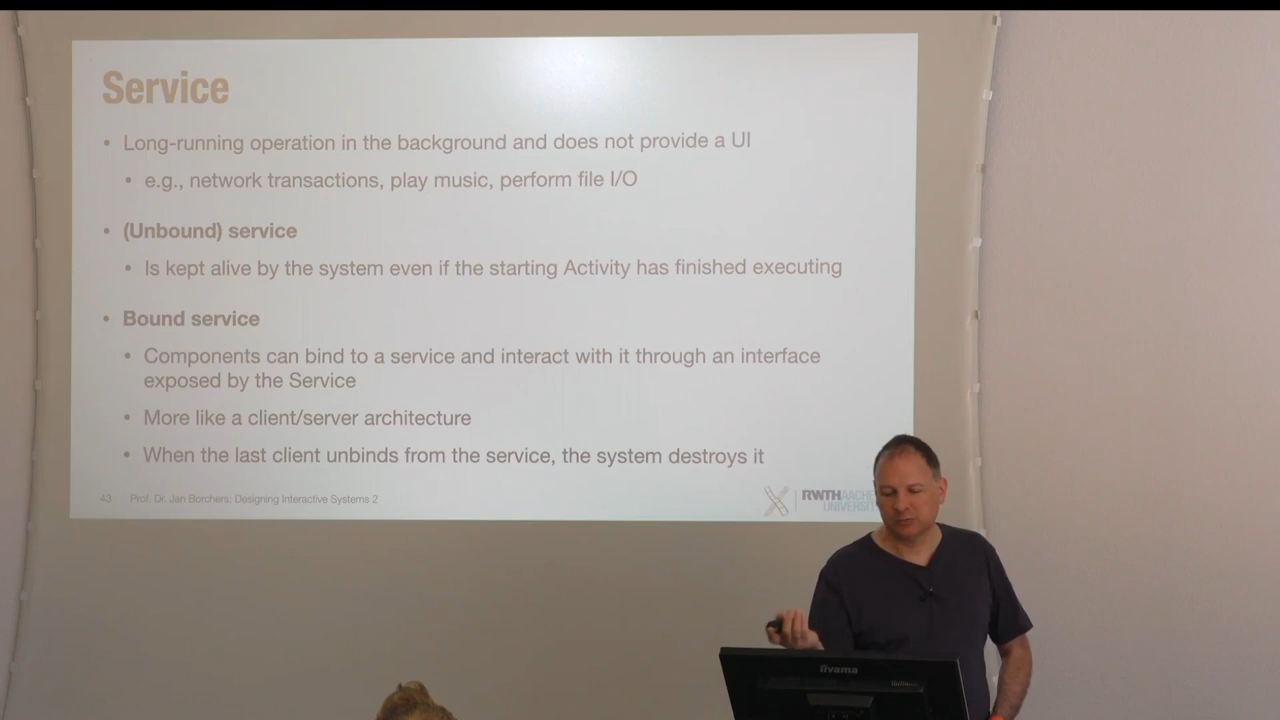 Service
• Long-running operation in the background and does not provide a UI
• e.g., network transactions, play music, perform file I/O
• (Unbound) service
• Is kept alive by the system even if the starting Activity has finished executing
• Bound service
• Components can bind to a service and interact with it through an interface
exposed by the Service
• More like a client/server architecture
• When the last client unbinds from the service, the system destroys it
43 Prof. Dr. Jan Borchers: Designing Interactive Systems 2
RWTH
iiyama